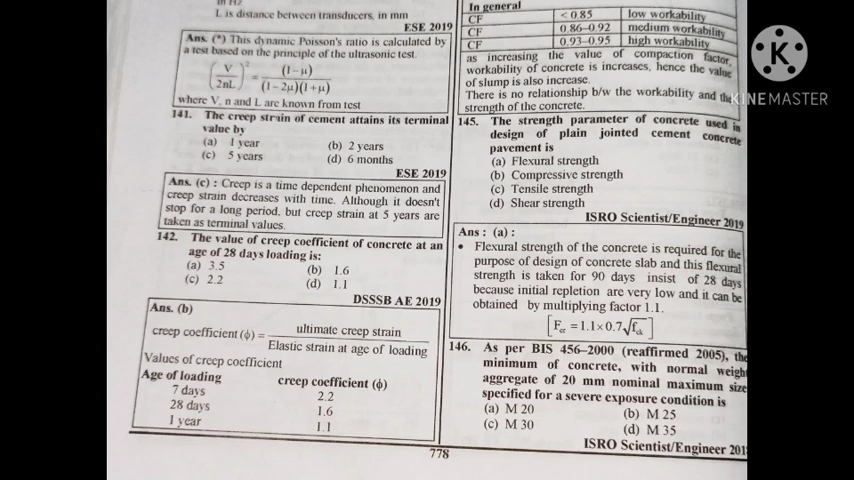 L is distance between transducers, in mm
ESE 2019
Ans. (*) This dynamic Poisson's ratio is calculated by
a test based on the principle of the ultrasonic test.
(V/2nL)² = (1−μ)/((1−2μ)(1+μ))
where V, n and L are known from test
141. The creep strain of cement attains its terminal
value by
(a) 1 year (b) 2 years
(c) 5 years (d) 6 months
ESE 2019
Ans. (c) : Creep is a time dependent phenomenon and
creep strain decreases with time. Although it doesn't
stop for a long period, but creep strain at 5 years are
taken as terminal values.
142. The value of creep coefficient of concrete at an
age of 28 days loading is:
(a) 3.5 (b) 1.6
(c) 2.2 (d) 1.1
DSSSB AE 2019
Ans. (b)
creep coefficient (ϕ) = ultimate creep strain / Elastic strain at age of loading
Values of creep coefficient
Age of loading creep coefficient (ϕ)
7 days 2.2
28 days 1.6
1 year 1.1
In general
CF < 0.85 low workability
CF 0.86-0.92 medium workability
CF 0.93-0.95 high workability
as increasing the value of compaction factor,
workability of concrete is increases, hence the value
of slump is also increase.
There is no relationship b/w the workability and the
strength of the concrete.
145. The strength parameter of concrete used in
design of plain jointed cement concrete
pavement is
(a) Flexural strength
(b) Compressive strength
(c) Tensile strength
(d) Shear strength
ISRO Scientist/Engineer 2019
Ans : (a) :
• Flexural strength of the concrete is required for the
purpose of design of concrete slab and this flexural
strength is taken for 90 days insist of 28 days
because initial repletion are very low and it can be
obtained by multiplying factor 1.1.
[F_cr = 1.1×0.7√f_ck]
146. As per BIS 456-2000 (reaffirmed 2005), the
minimum of concrete, with normal weight
aggregate of 20 mm nominal maximum size
specified for a severe exposure condition is
(a) M 20 (b) M 25
(c) M 30 (d) M 35
ISRO Scientist/Engineer 201
778
KINEMASTER